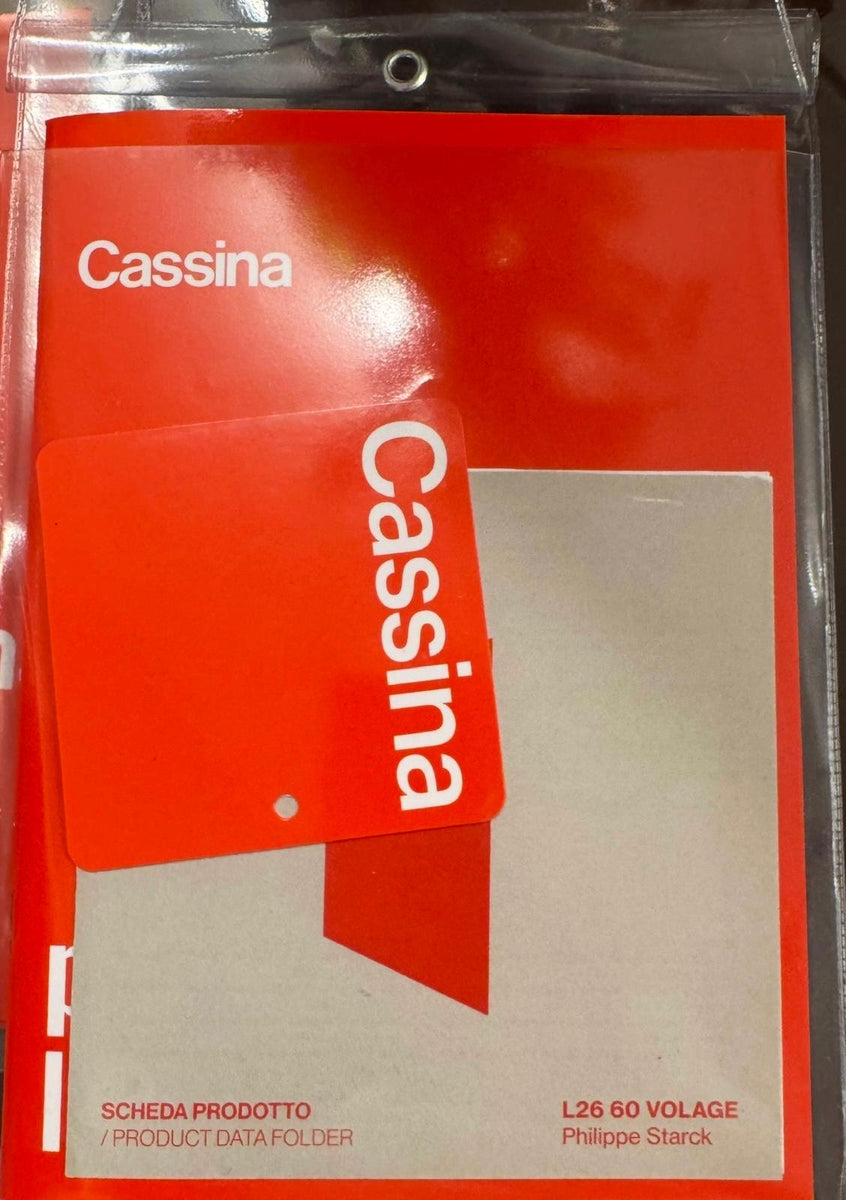 Cassina
Cassina
SCHEDA PRODOTTO
/ PRODUCT DATA FOLDER
L26 60 VOLAGE
Philippe Starck